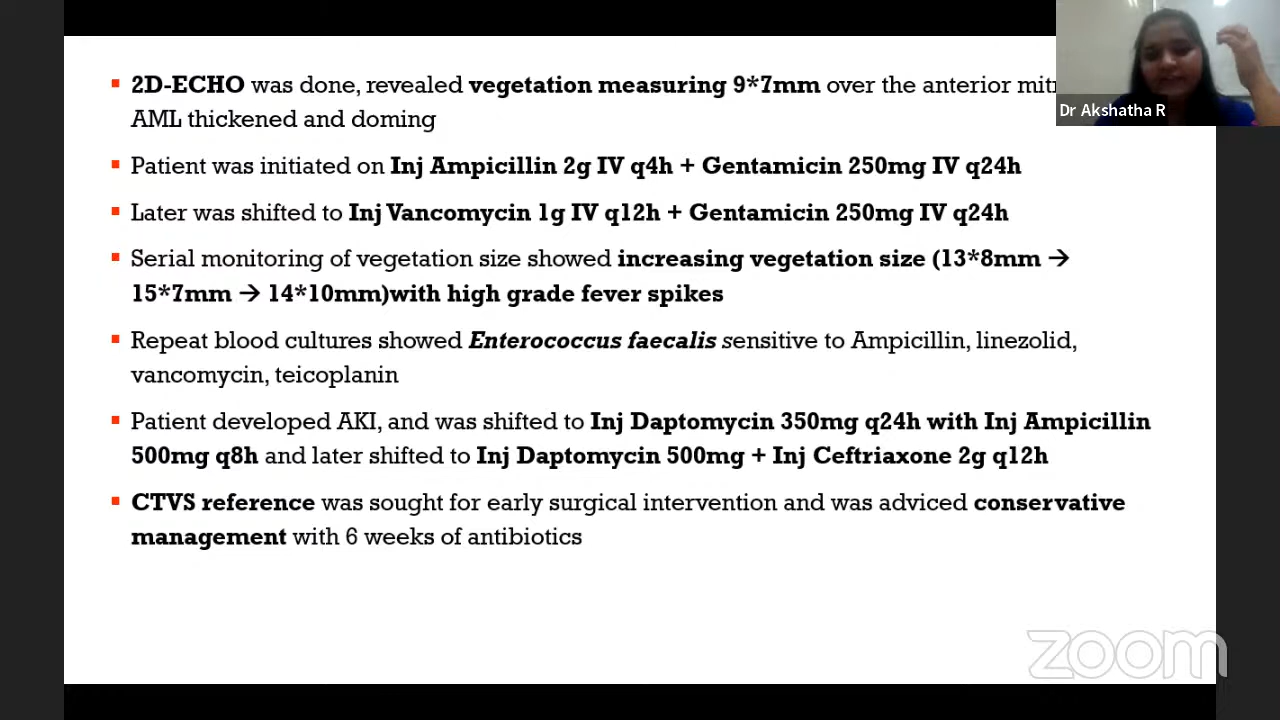 2D-ECHO was done, revealed vegetation measuring 9*7mm over the anterior
AML thickened and doming
Patient was initiated on Inj Ampicillin 2g IV q4h + Gentamicin 250mg IV q24h
Later was shifted to Inj Vancomycin 1g IV q12h + Gentamicin 250mg IV q24h
Serial monitoring of vegetation size showed increasing vegetation size (13*8mm →
15*7mm → 14*10mm)with high grade fever spikes
Repeat blood cultures showed Enterococcus faecalis sensitive to Ampicillin, linezolid,
vancomycin, teicoplanin
Patient developed AKI, and was shifted to Inj Daptomycin 350mg q24h with Inj Ampicillin
500mg q8h and later shifted to Inj Daptomycin 500mg + Inj Ceftriaxone 2g q12h
CTVS reference was sought for early surgical intervention and was adviced conservative
management with 6 weeks of antibiotics
Dr Akshatha R
zoom